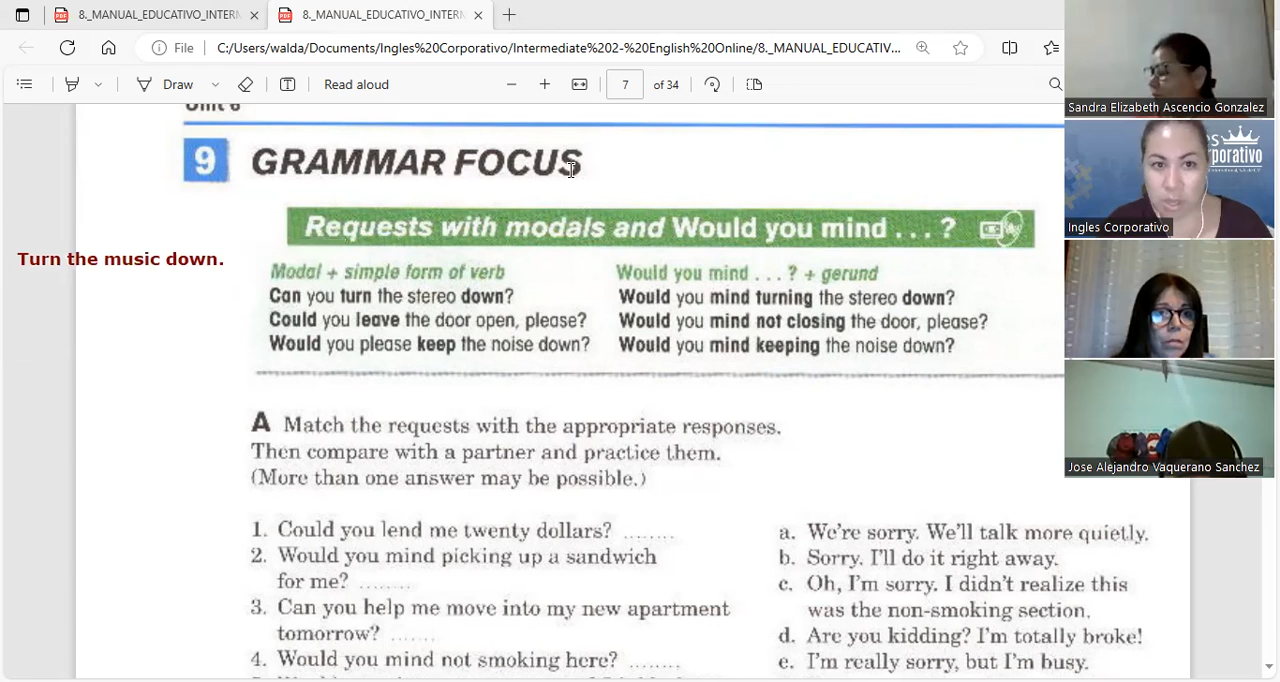 8._MANUAL_EDUCATIVO_INTERN
8._MANUAL_EDUCATIVO_INTERN
File
C:/Users/walda/Documents/Ingles%20Corporativo/Intermediate%202-%20English%20Online/8._MANUAL_EDUCATIV...
Draw
Read aloud
7
of 34
Unit 6
9 GRAMMAR FOCUS
Requests with modals and Would you mind . . . ?
Turn the music down.
Modal + simple form of verb
Can you turn the stereo down?
Could you leave the door open, please?
Would you please keep the noise down?
Would you mind . . . ? + gerund
Would you mind turning the stereo down?
Would you mind not closing the door, please?
Would you mind keeping the noise down?
A Match the requests with the appropriate responses.
Then compare with a partner and practice them.
(More than one answer may be possible.)
1. Could you lend me twenty dollars? ........
2. Would you mind picking up a sandwich
for me? ........
3. Can you help me move into my new apartment
tomorrow? ......
4. Would you mind not smoking here? ........
a. We're sorry. We'll talk more quietly.
b. Sorry. I'll do it right away.
c. Oh, I'm sorry. I didn't realize this
was the non-smoking section.
d. Are you kidding? I'm totally broke!
e. I'm really sorry, but I'm busy.
Sandra Elizabeth Ascencio Gonzalez
Ingles Corporativo
Jose Alejandro Vaquerano Sanchez